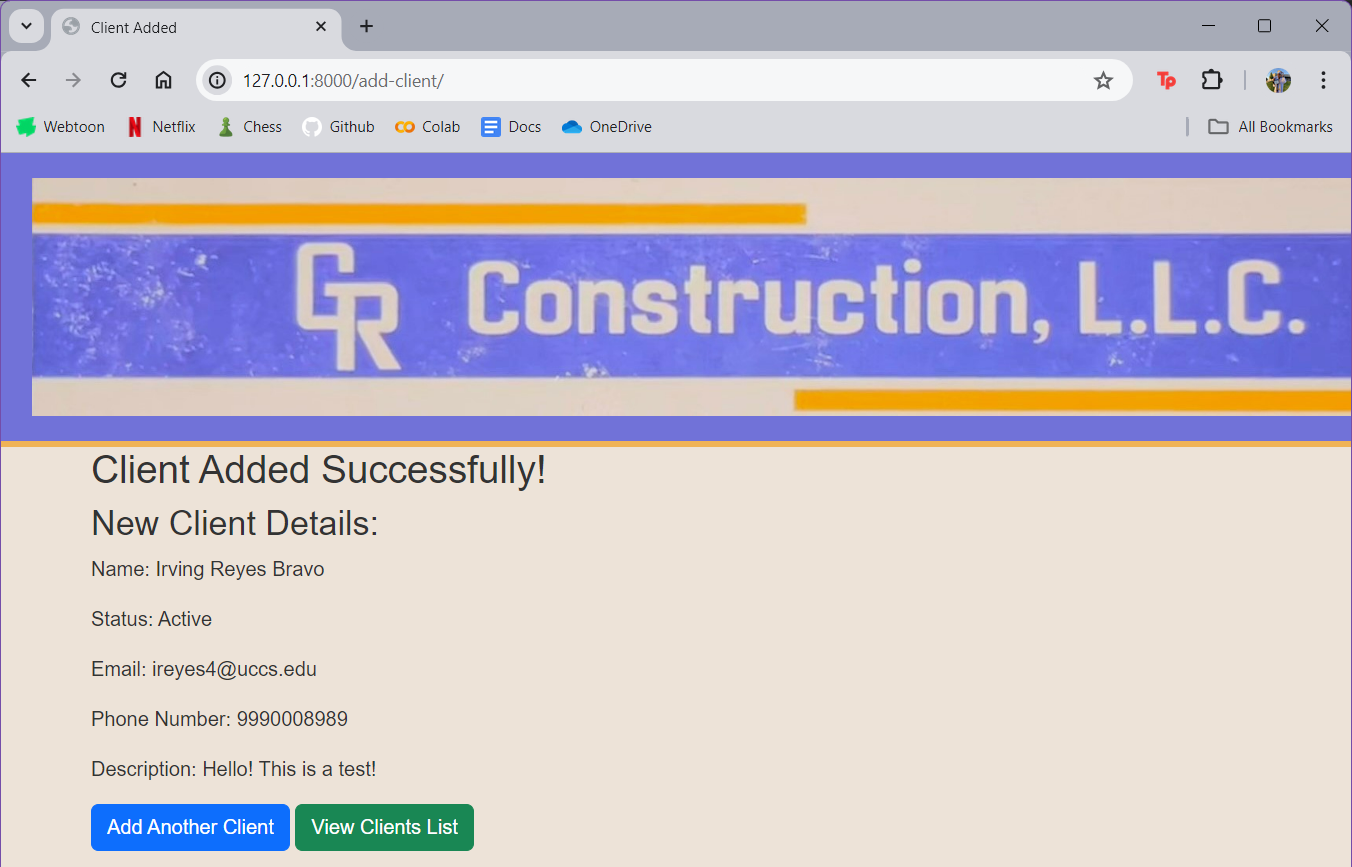 Client Added
127.0.0.1:8000/add-client/
Tp
Webtoon Netflix Chess Github Colab Docs OneDrive All Bookmarks
CR Construction, L.L.C.
Client Added Successfully!
New Client Details:
Name: Irving Reyes Bravo
Status: Active
Email: ireyes4@uccs.edu
Phone Number: 9990008989
Description: Hello! This is a test!
Add Another Client View Clients List